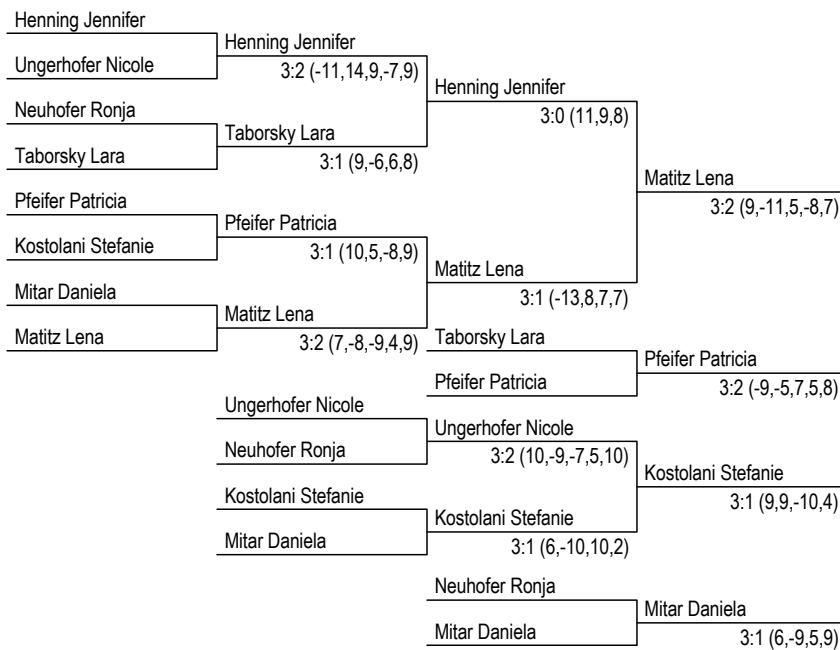 Henning Jennifer
Henning Jennifer
Ungerhofer Nicole
3:2 (-11,14,9,-7,9)
Henning Jennifer
Neuhofer Ronja
3:0 (11,9,8)
Taborsky Lara
Taborsky Lara
3:1 (9,-6,6,8)
Matitz Lena
Pfeifer Patricia
3:2 (9,-11,5,-8,7)
Pfeifer Patricia
Kostolani Stefanie
3:1 (10,5,-8,9)
Matitz Lena
Mitar Daniela
3:1 (-13,8,7,7)
Matitz Lena
Matitz Lena
3:2 (7,-8,-9,4,9)
Taborsky Lara
Pfeifer Patricia
Pfeifer Patricia
3:2 (-9,-5,7,5,8)
Ungerhofer Nicole
Ungerhofer Nicole
Neuhofer Ronja
3:2 (10,-9,-7,5,10)
Kostolani Stefanie
Kostolani Stefanie
3:1 (9,9,-10,4)
Kostolani Stefanie
Mitar Daniela
3:1 (6,-10,10,2)
Neuhofer Ronja
Mitar Daniela
Mitar Daniela
3:1 (6,-9,5,9)